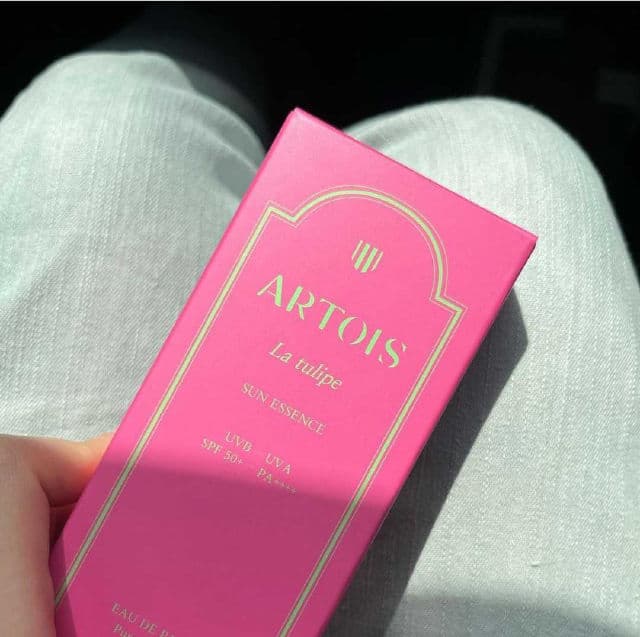 ARTOIS
La tulipe
SUN ESSENCE
UVB UVA
SPF 50+ PA++++
EAU DE